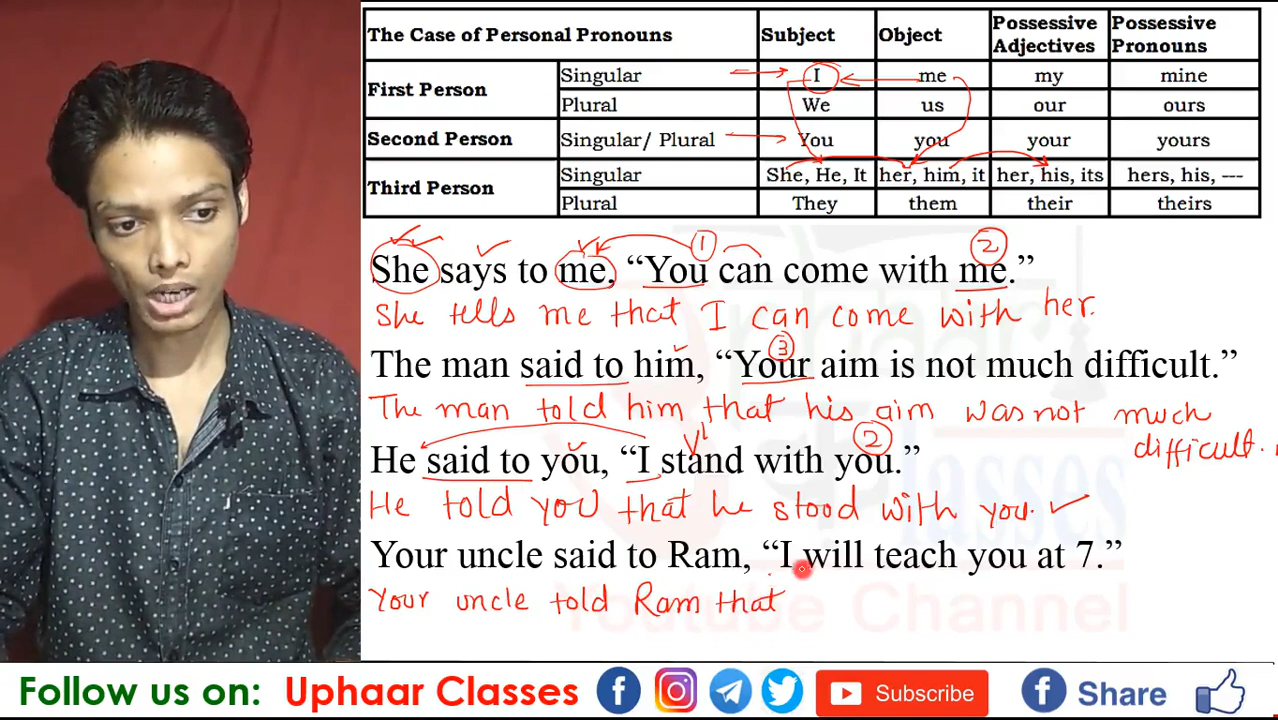 The Case of Personal Pronouns Subject Object Possessive Adjectives Possessive Pronouns
First Person Singular I me my mine
Plural We us our ours
Second Person Singular/ Plural You you your yours
Third Person Singular She, He, It her, him, it her, his, its hers, his, ---
Plural They them their theirs
1 2
She says to me, “You can come with me.”
She tells me that I can come with her.
3
The man said to him, “Your aim is not much difficult.”
The man told him that his aim was not much
difficult.
2
He said to you, “I stand with you.”
He told you that he stood with you.
Your uncle said to Ram, “I will teach you at 7.”
Your uncle told Ram that
Youtube Channel
Follow us on: Uphaar Classes Subscribe Share